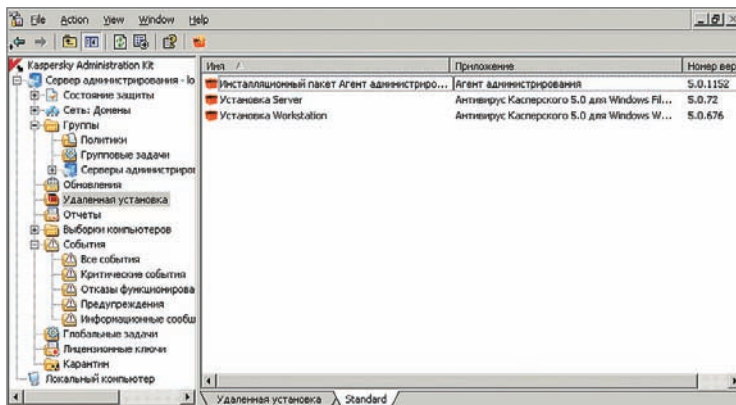 File Action View Window Help
Kaspersky Administration Kit
Сервер администрирования - lo
Состояние защиты
Сеть: Домены
Группы
Политики
Групповые задачи
Серверы администриро
Обновления
Удаленная установка
Отчеты
Выборки компьютеров
События
Все события
Критические события
Отказы функционирова
Предупреждения
Информационные сообщ
Глобальные задачи
Лицензионные ключи
Карантин
Локальный компьютер
Имя Приложение Номер вер
Инсталляционный пакет Агент администриро... Агент администрирования 5.0.1152
Установка Server Антивирус Касперского 5.0 для Windows Fil... 5.0.72
Установка Workstation Антивирус Касперского 5.0 для Windows W... 5.0.676
Удаленная установка Standard